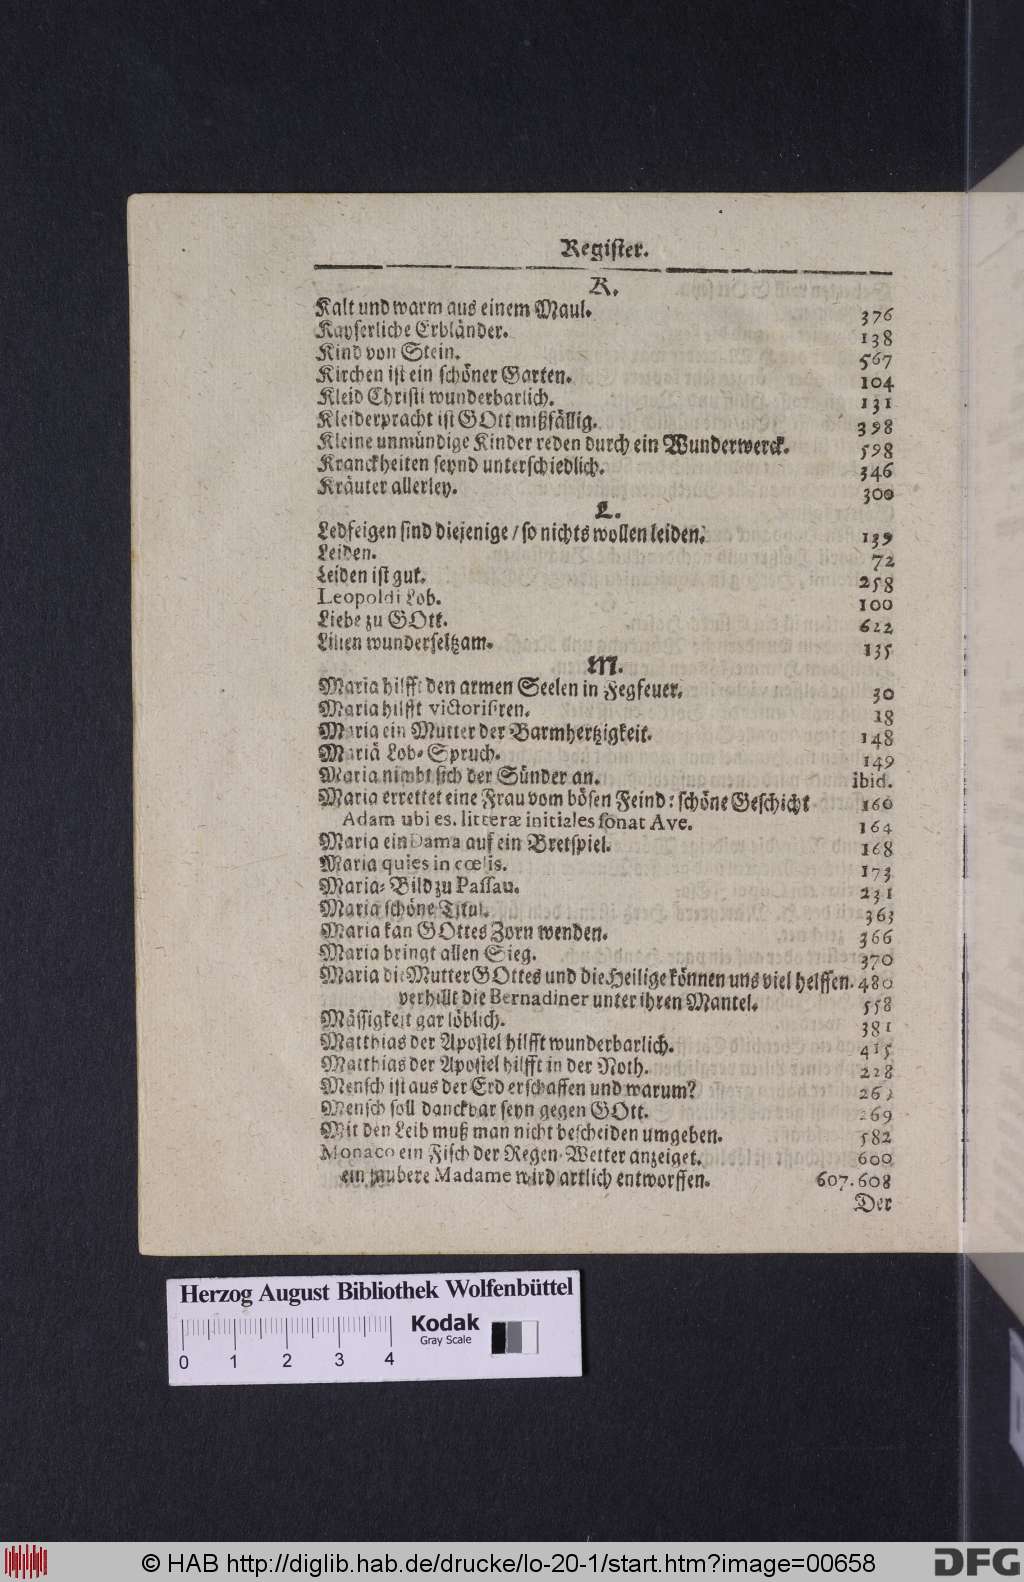 Register.
K.
Kalt und warm aus einem Maul. 376
Kayserliche Erbländer. 138
Kind von Stein. 567
Kirchen ist ein schöner Garten. 104
Kleid Christi wunderbarlich. 131
Kleiderpracht ist GOtt mißfällig. 398
Kleine unmündige Kinder reden durch ein Wunderwerck. 598
Kranckheiten seynd unterschiedlich. 346
Kräuter allerley. 300
L.
Ledfeigen sind diejenige / so nichts wollen leiden. 139
Leiden. 72
Leiden ist gut. 258
Leopoldi Lob. 100
Liebe zu GOtt. 622
Lilien wunderseltzam. 135
M.
Maria hilfft den armen Seelen in Fegfeuer. 30
Maria hilfft victorisiren. 18
Maria ein Mutter der Barmhertzigkeit. 148
Mariä Lob-Spruch. 149
Maria nimbt sich der Sünder an. ibid.
Maria errettet eine Frau vom bösen Feind: schöne Geschicht 160
Adam ubi es. litteræ initiales sonat Ave. 164
Maria ein Dama auf ein Bretspiel. 168
Maria quies in cœlis. 173
Maria-Bild zu Passau. 231
Maria schöne Titul. 363
Maria kan GOttes Zorn wenden. 366
Maria bringt allen Sieg. 370
Maria die Mutter GOttes und die Heilige können uns viel helffen. 480
verhüllt die Bernadiner unter ihren Mantel. 558
Mässigkeit gar löblich. 381
Matthias der Apostel hilfft wunderbarlich. 415
Matthias der Apostel hilfft in der Noth. 228
Mensch ist aus der Erd erschaffen und warum?
Mensch soll danckbar seyn gegen GOtt. 269
Mit den Leib muß man nicht bescheiden umgeben. 582
Monaco ein Fisch der Regen-Wetter anzeiget. 600
ein saubere Madame wird artlich entworffen. 607.608
Der
Herzog August Bibliothek Wolfenbüttel
Kodak
Gray Scale
0 1 2 3 4
© HAB http://diglib.hab.de/drucke/lo-20-1/start.htm?image=00658
DFG